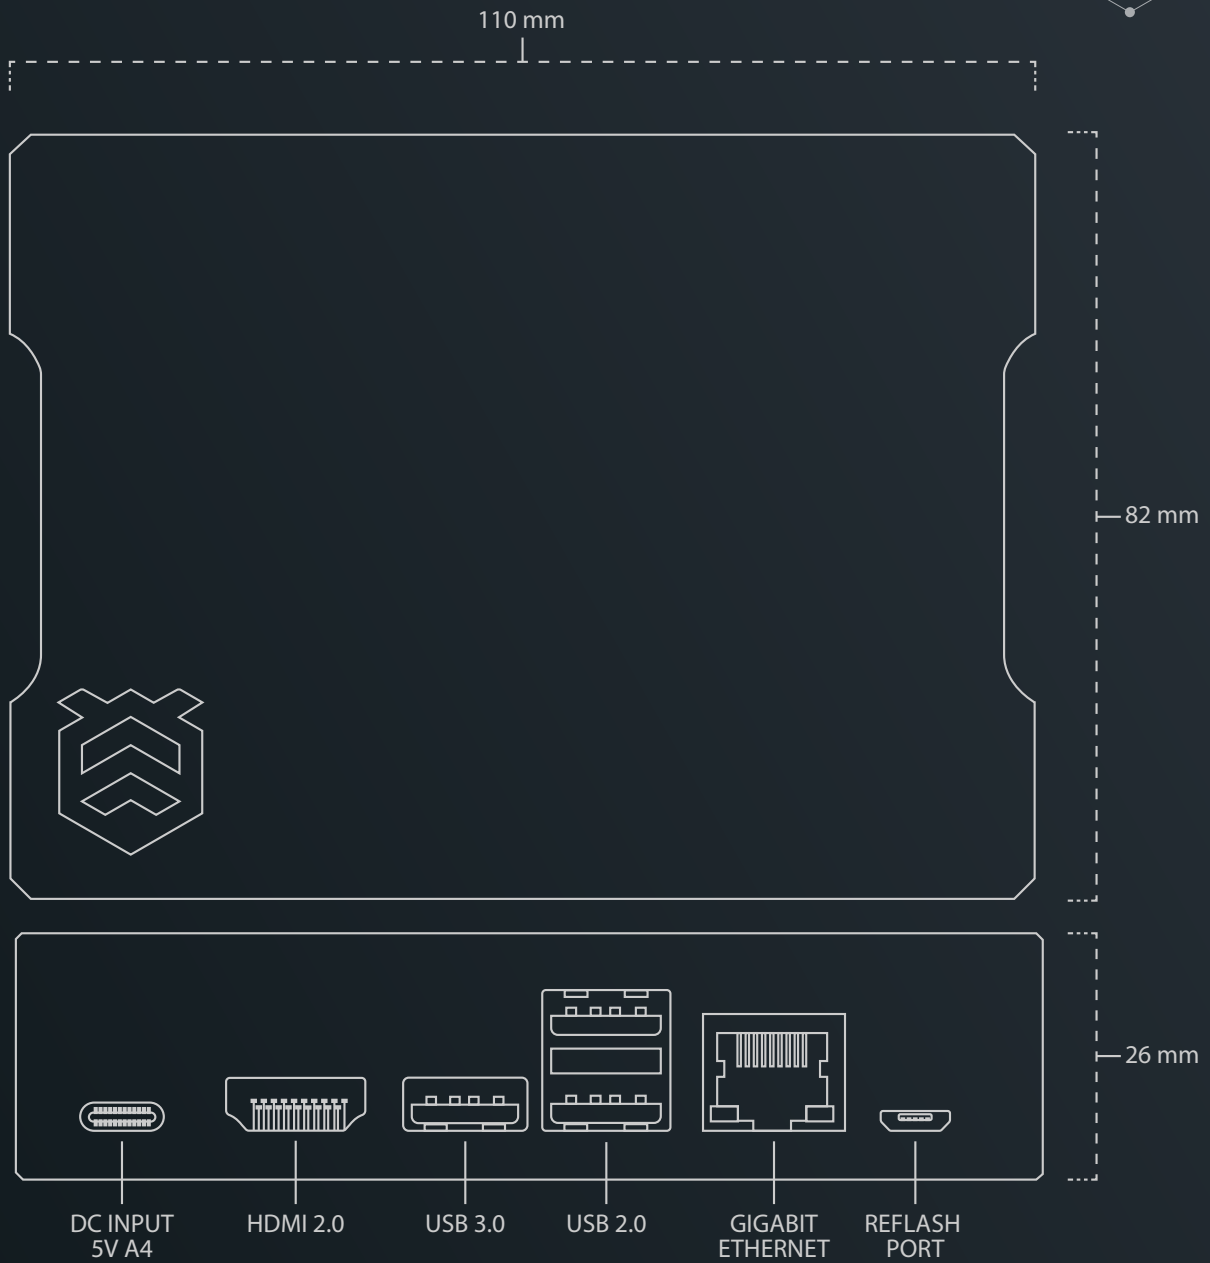 110 mm
82 mm
26 mm
DC INPUT
5V A4
HDMI 2.0
USB 3.0
USB 2.0
GIGABIT
ETHERNET
REFLASH
PORT